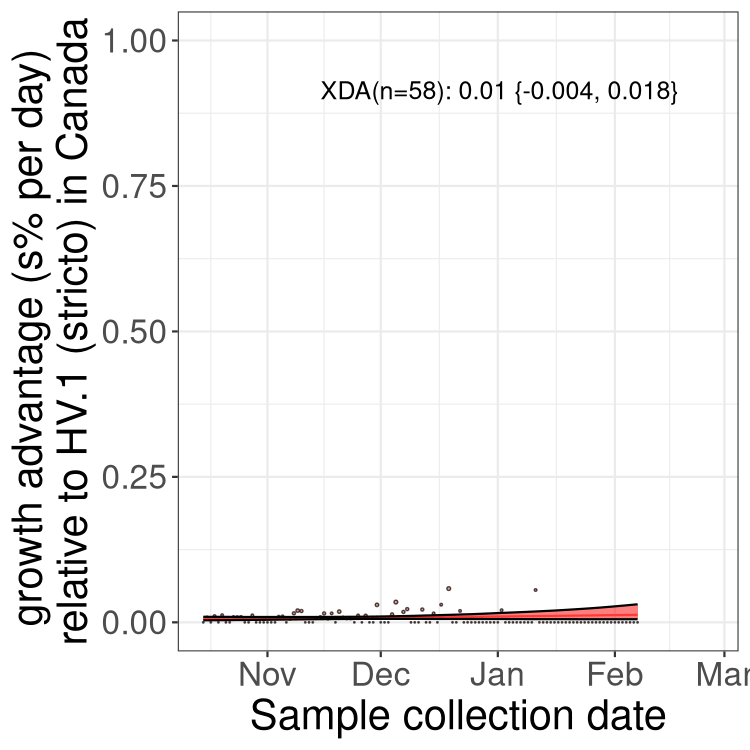 growth advantage (s% per day)
relative to HV.1 (stricto) in Canada
1.00
0.75
0.50
0.25
0.00
XDA(n=58): 0.01 {-0.004, 0.018}
Nov Dec Jan Feb Mar
Sample collection date